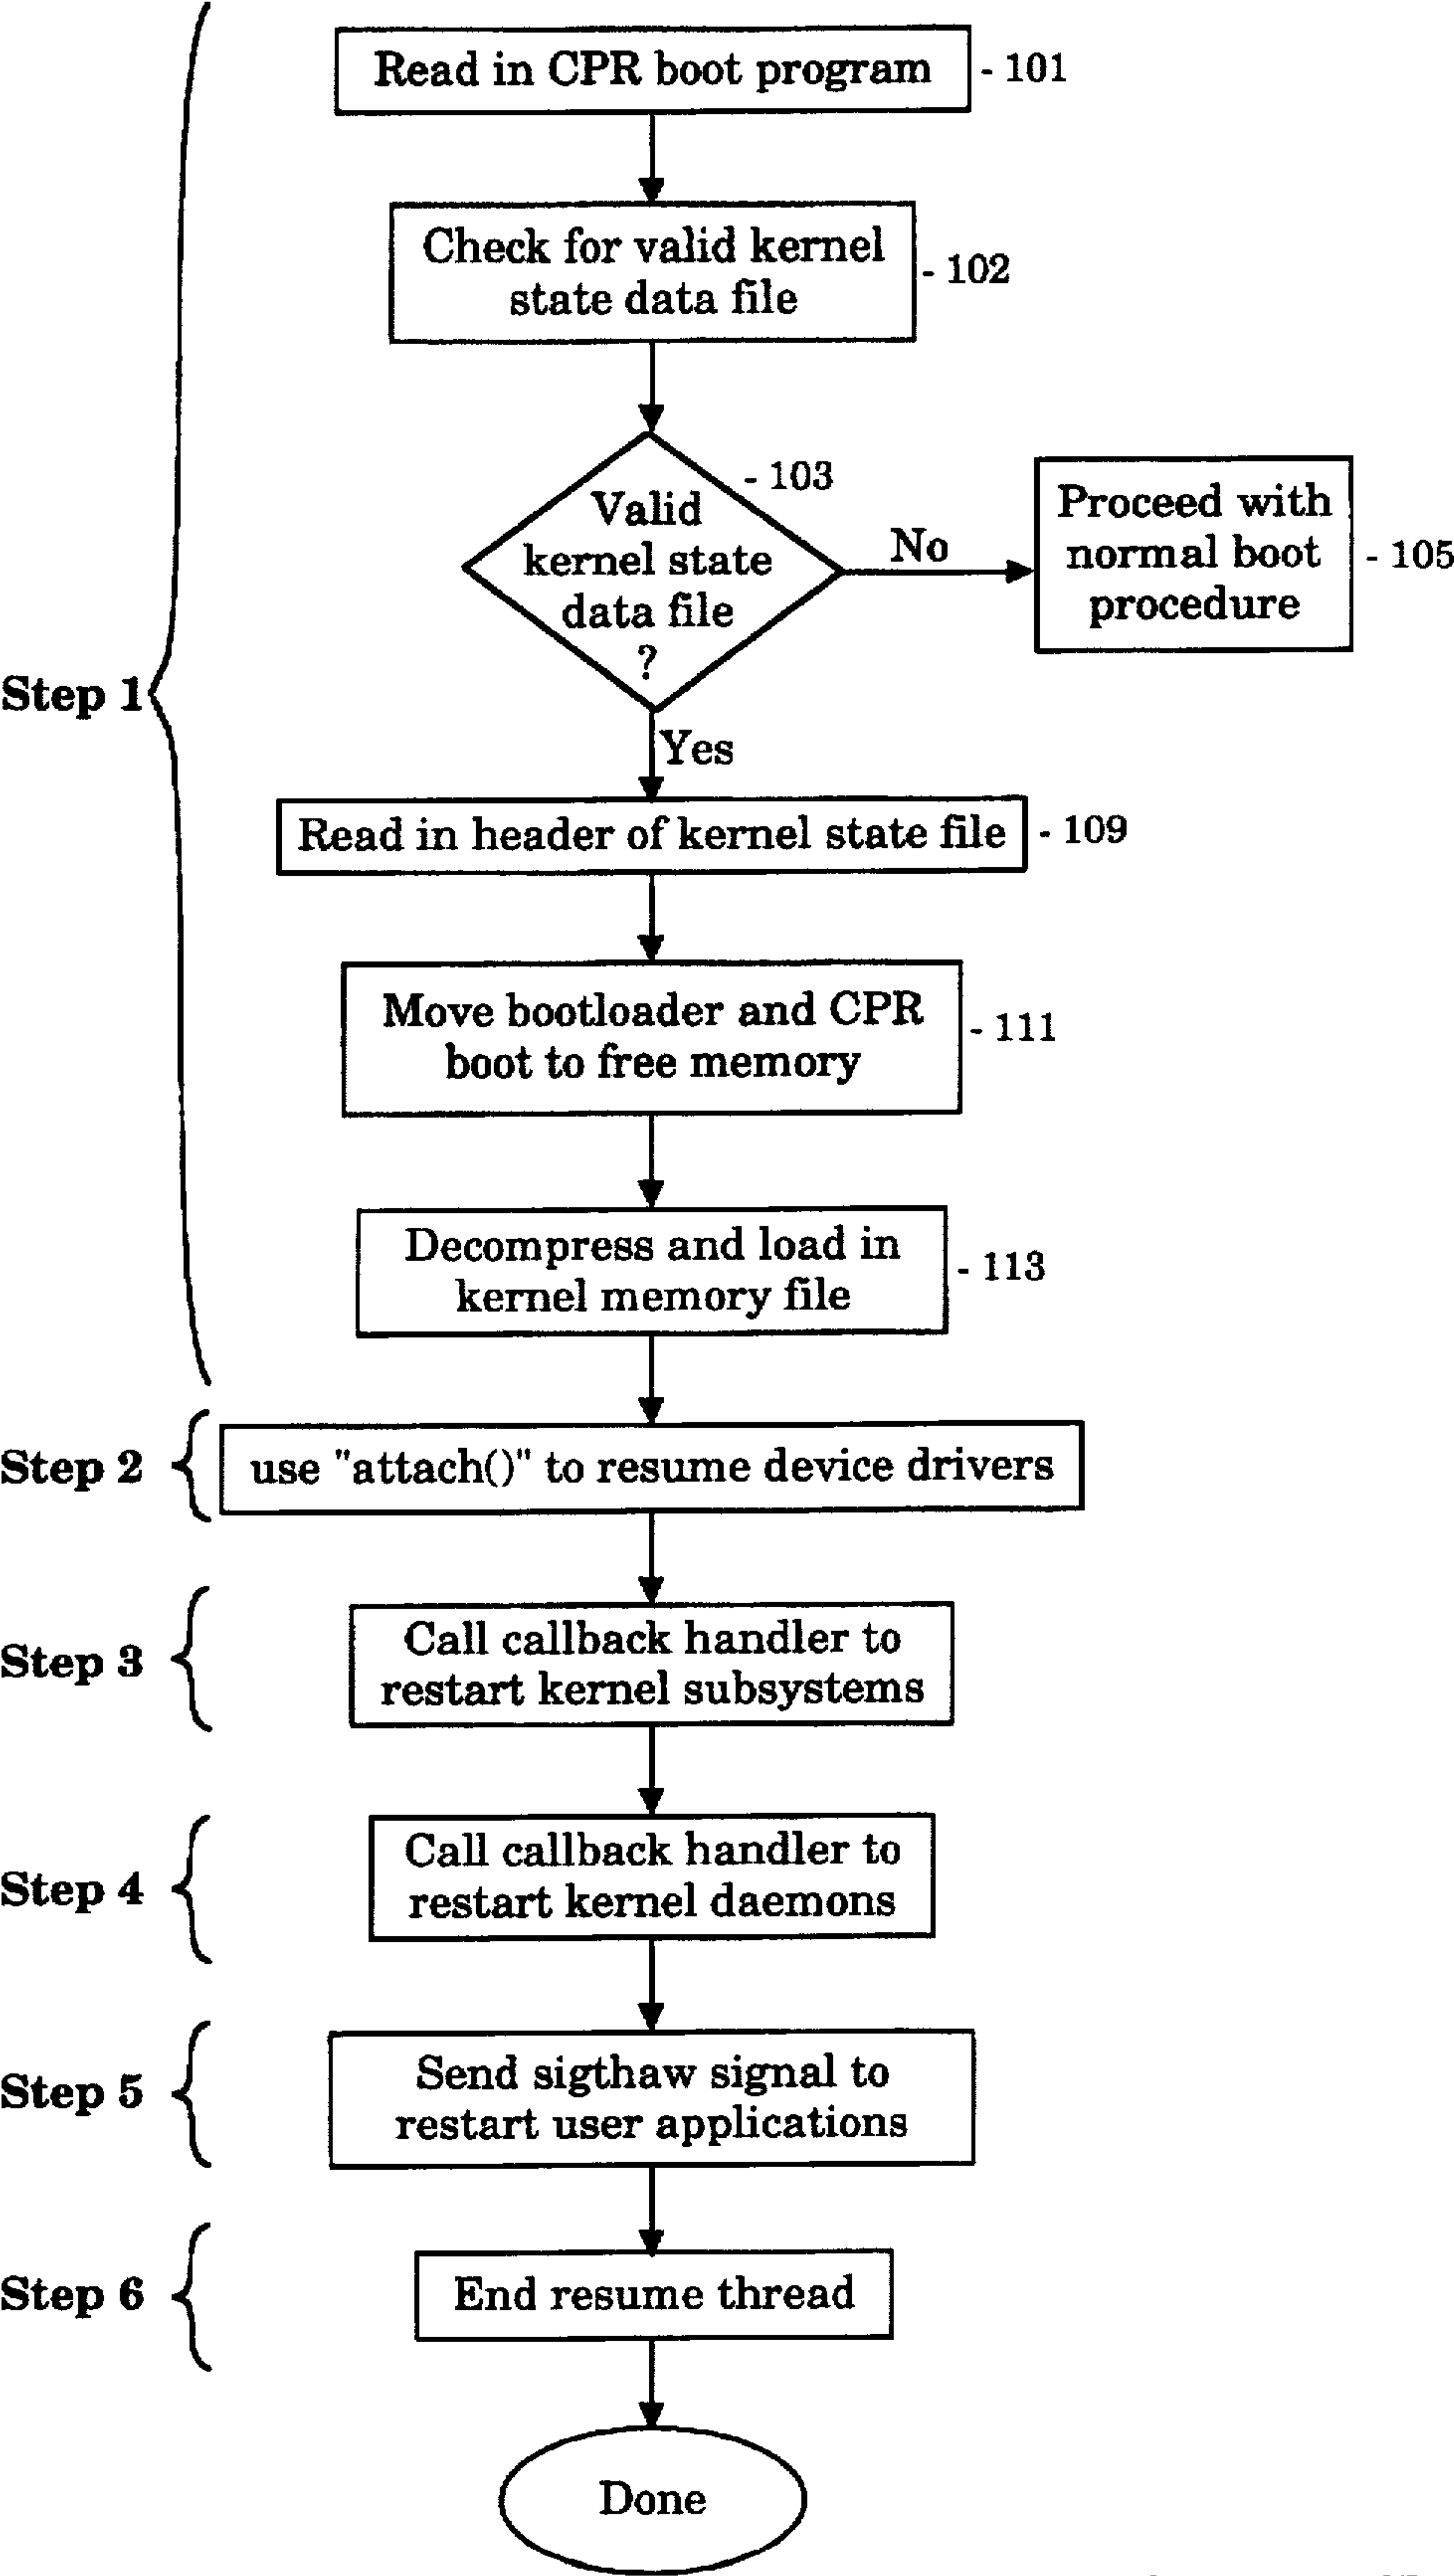 Read in CPR boot program
- 101
Check for valid kernel
state data file
- 102
- 103
Valid
kernel state
data file
?
No
Proceed with
normal boot
procedure
- 105
Step 1
Yes
Read in header of kernel state file
- 109
Move bootloader and CPR
boot to free memory
- 111
Decompress and load in
kernel memory file
- 113
Step 2
use "attach()" to resume device drivers
Step 3
Call callback handler to
restart kernel subsystems
Step 4
Call callback handler to
restart kernel daemons
Step 5
Send sigthaw signal to
restart user applications
Step 6
End resume thread
Done